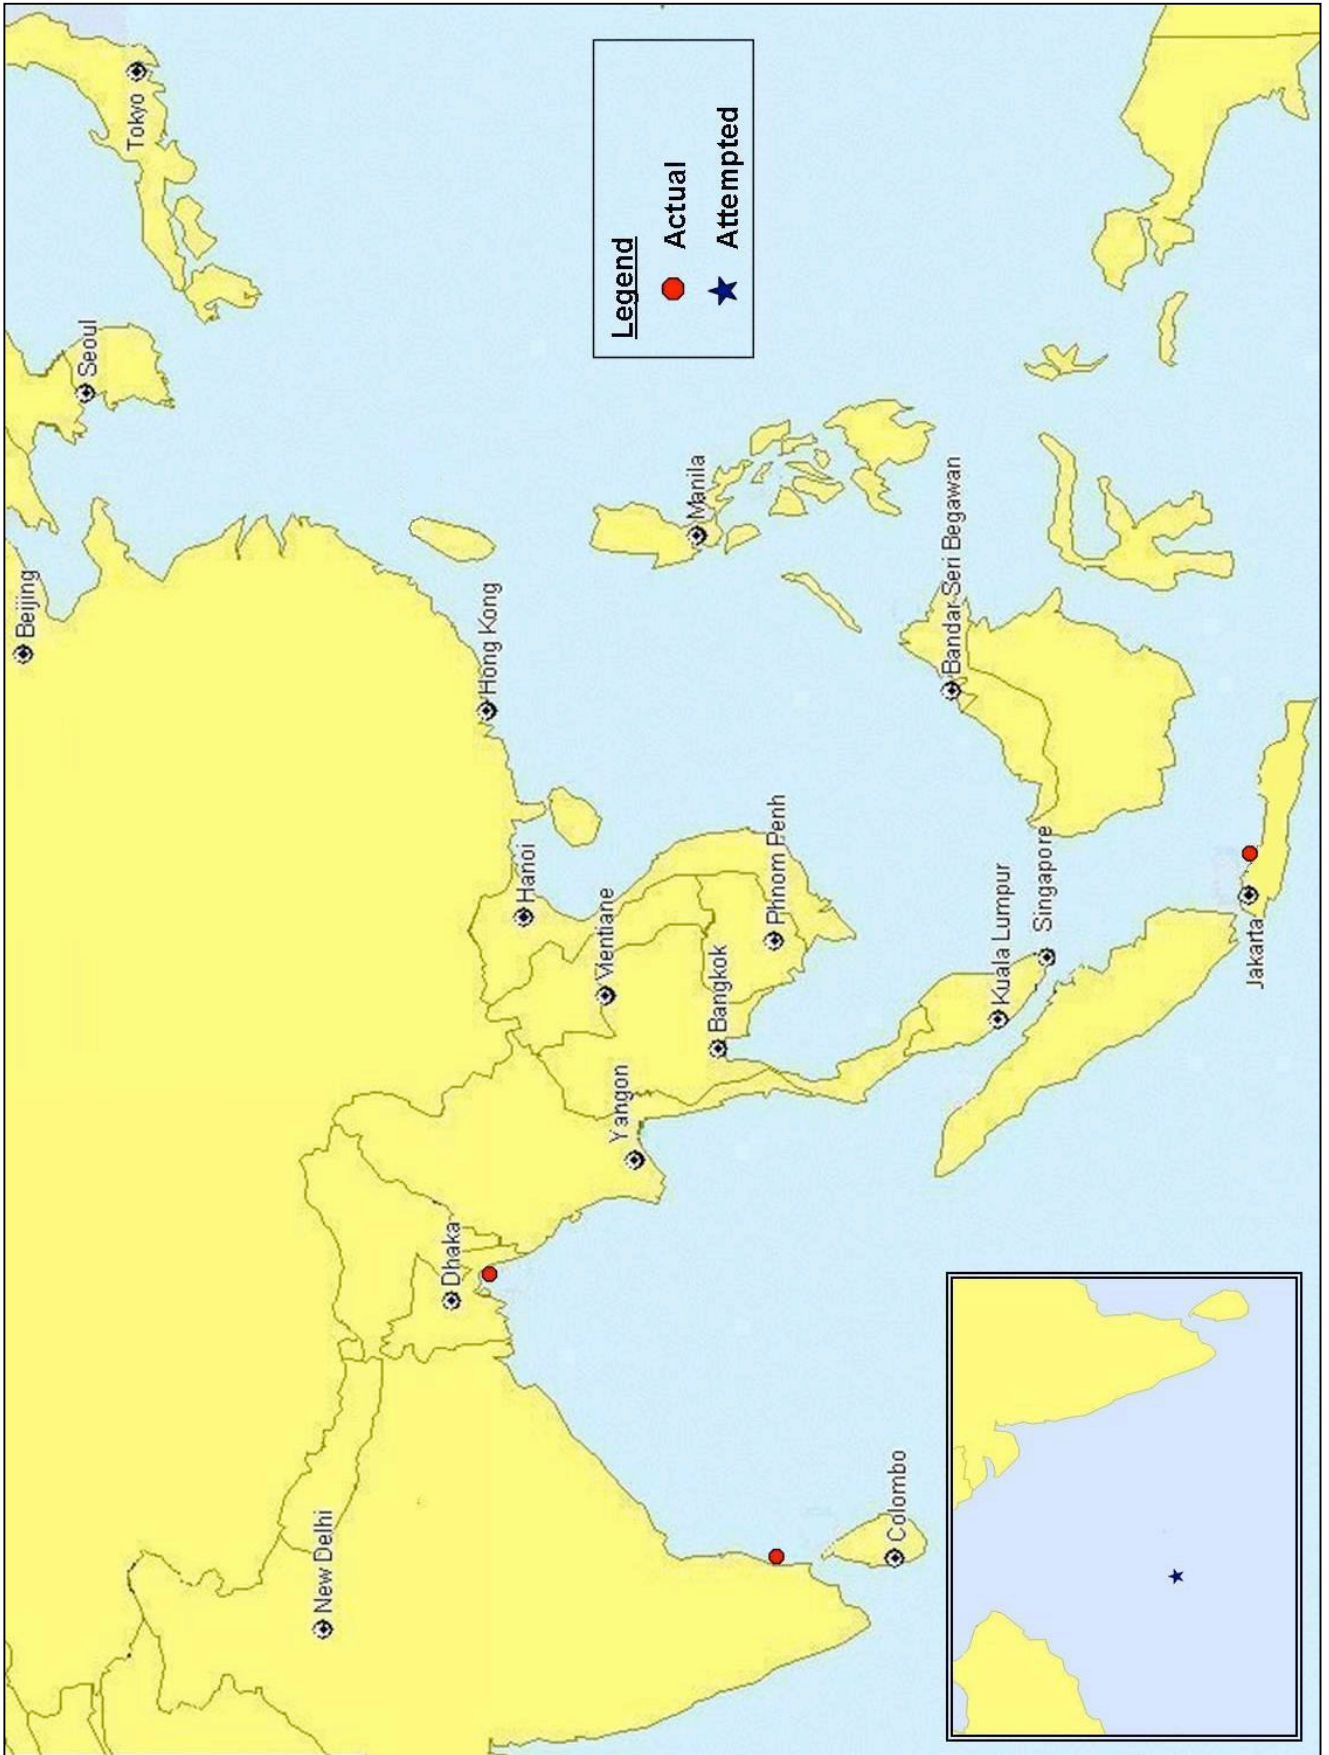 Tokyo
Seoul
Beijing
Legend
Actual
Attempted
Hong Kong
Manila
Hanoi
Vientiane
Bangkok
Phnom Penh
Yangon
Dhaka
New Delhi
Bandar Seri Begawan
Kuala Lumpur
Singapore
Jakarta
Colombo